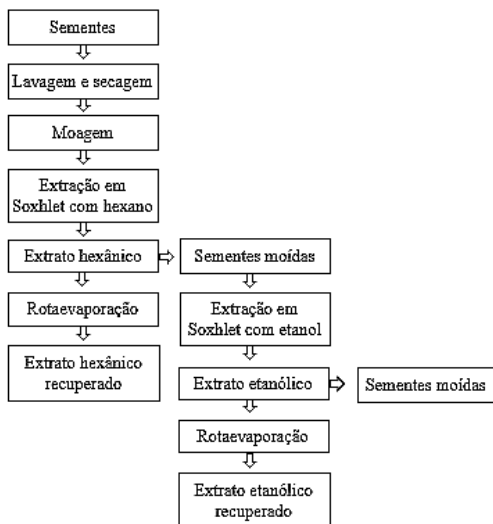 Sementes
Lavagem e secagem
Moagem
Extração em
Soxhlet com hexano
Extrato hexânico
Sementes moídas
Rotaevaporação
Extração em
Soxhlet com etanol
Extrato hexânico
recuperado
Extrato etanólico
Sementes moídas
Rotaevaporação
Extrato etanólico
recuperado